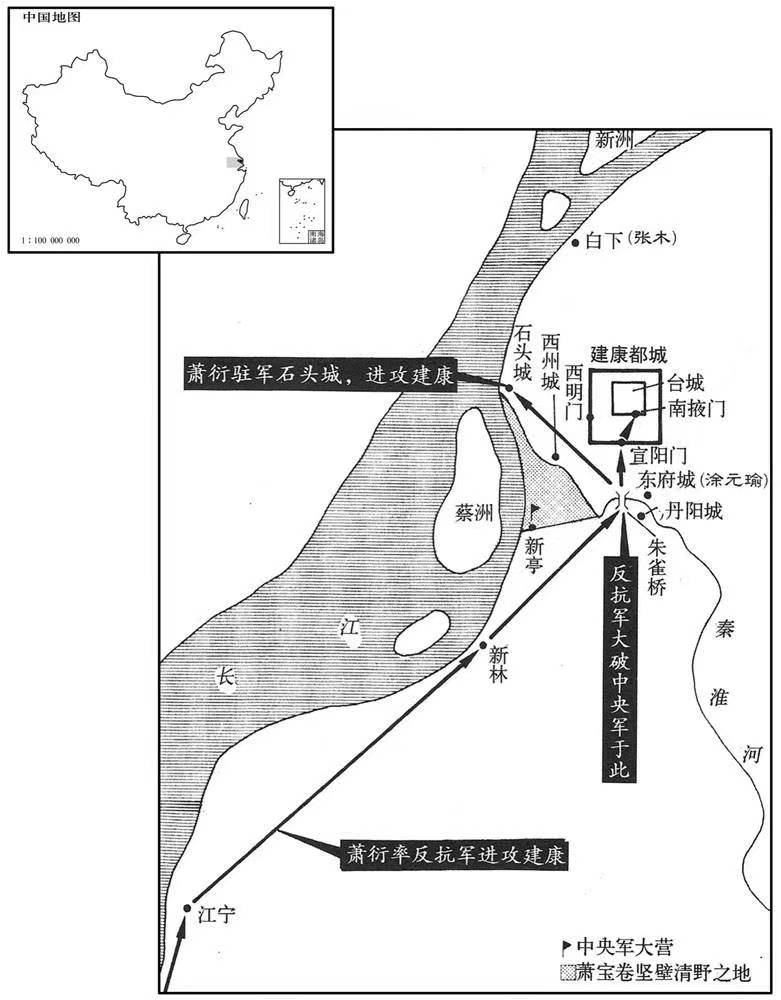 中国地图
1：100 000 000
南海
诸岛
新洲
白下（张木）
石头城
西州城
建康都城
西明门
台城
南掖门
萧衍驻军石头城，进攻建康
宣阳门
东府城（涂元瑜）
丹阳城
蔡洲
新亭
朱雀桥
反抗军大破中央军于此
新林
长江
秦淮河
萧衍率反抗军进攻建康
江宁
中央军大营
萧宝卷坚壁清野之地